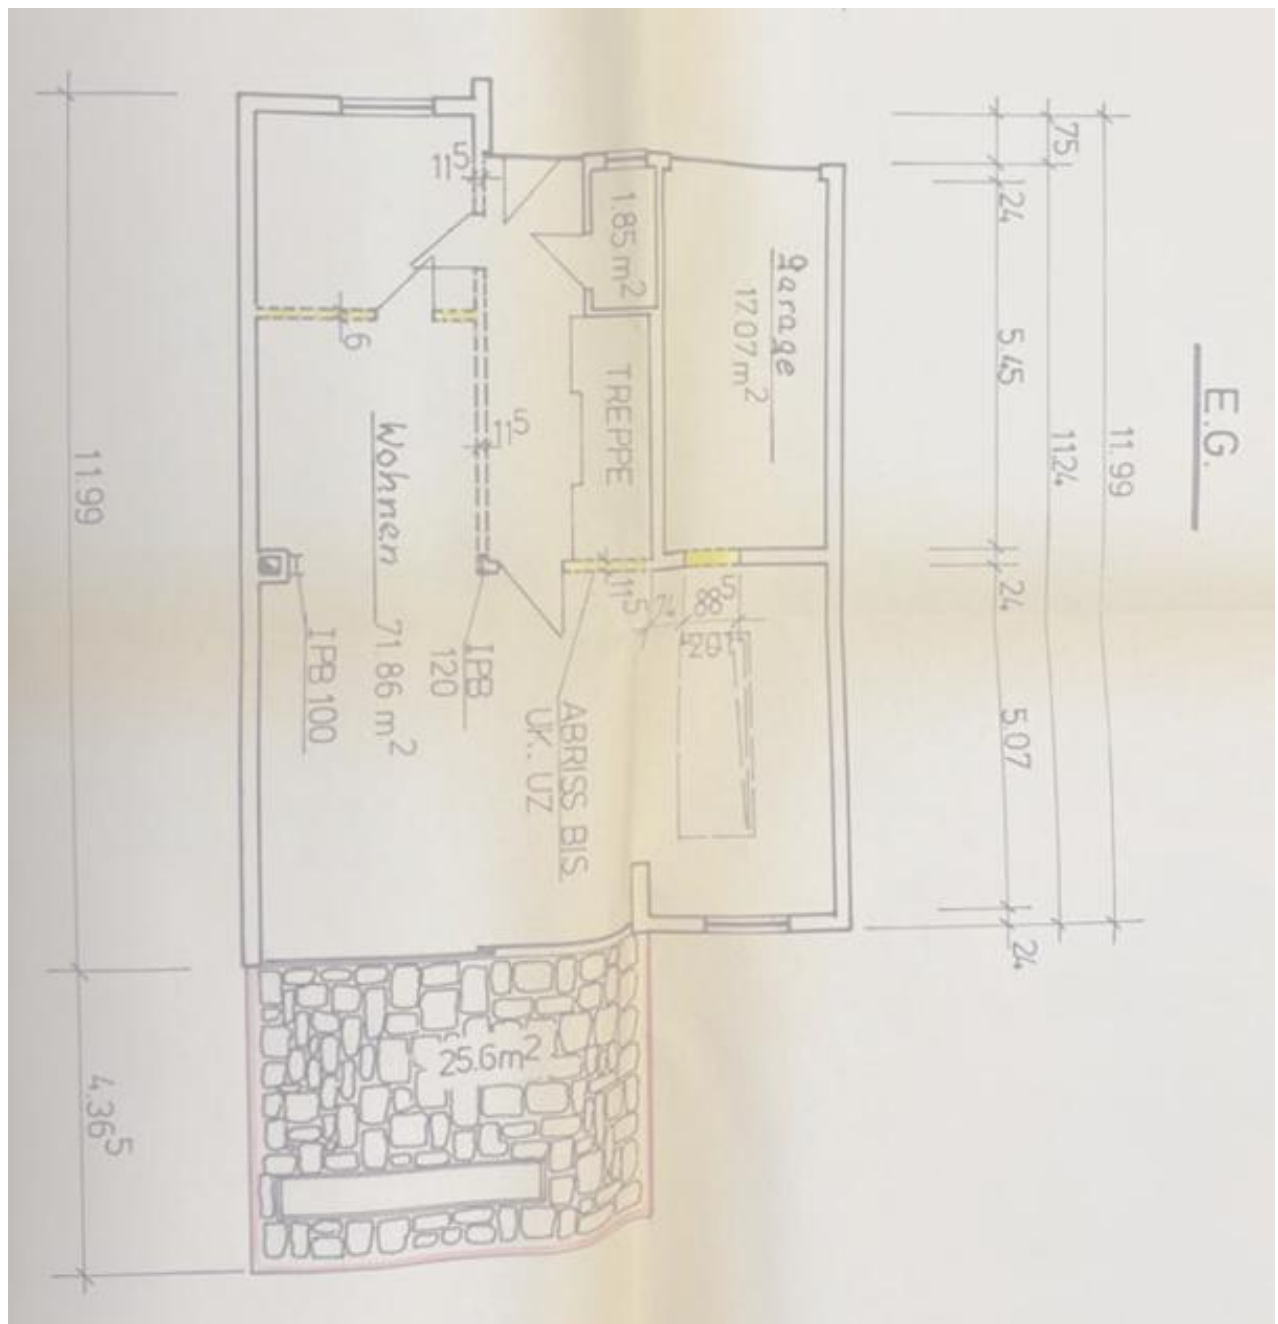 E.G.
11.99
11.24
75
24
5.45
24
5.07
24
Garage
17.07 m²
1.85 m²
TREPPE
11⁵
6
11⁵
11⁵
74
88⁵
201
Wohnen 71.86 m²
IPB
120
IPB 100
ABRISS BIS
UK. UZ
11.99
4.36⁵
25.6m²